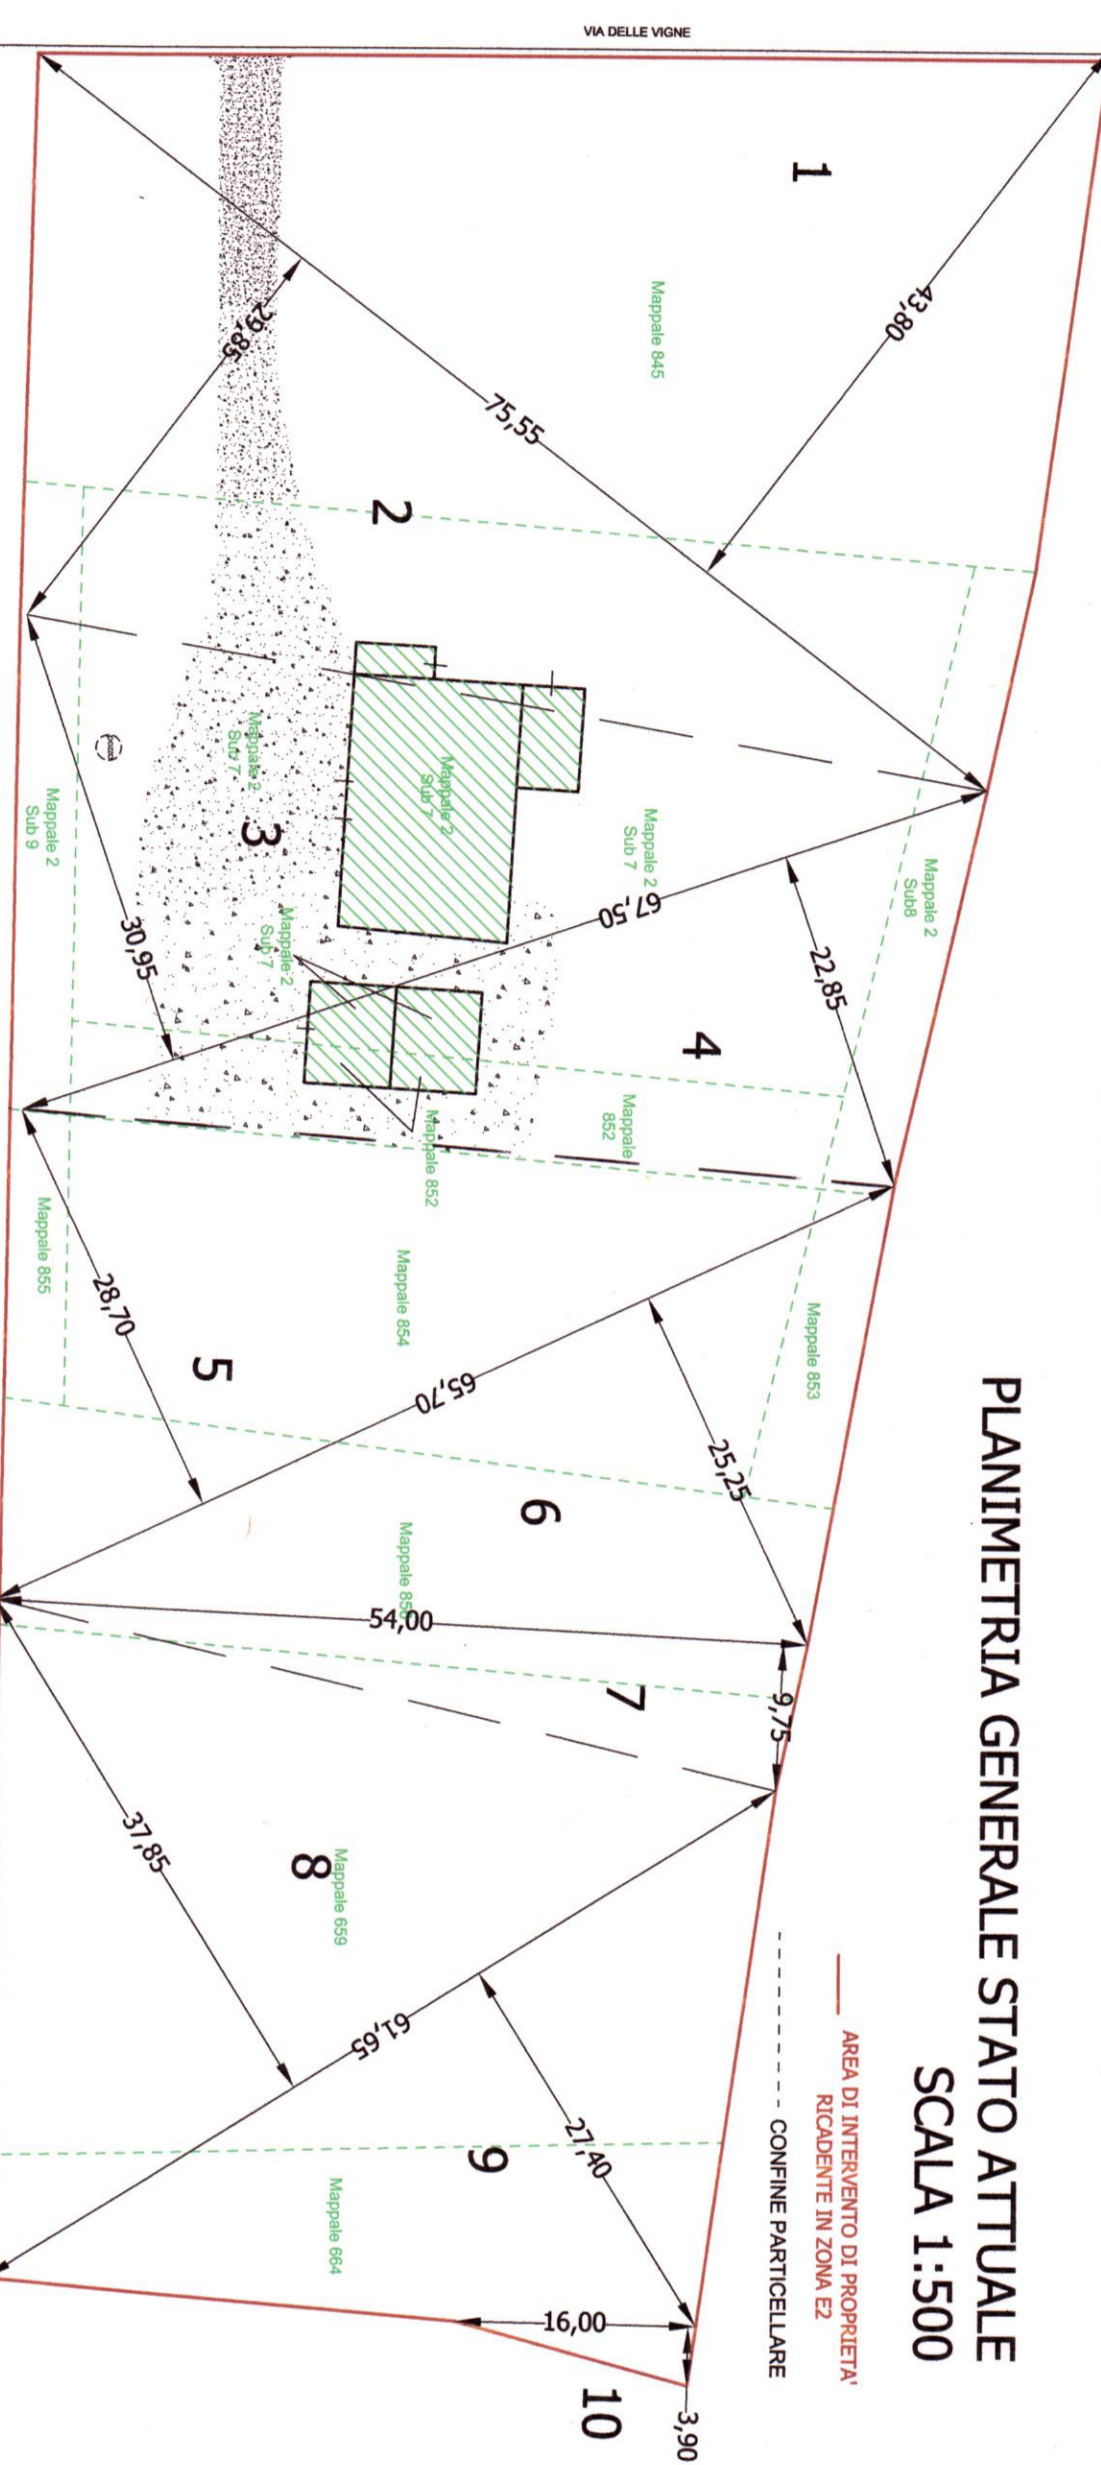 VIA DELLE VIGNE
PLANIMETRIA GENERALE STATO ATTUALE
SCALA 1:500
AREA DI INTERVENTO DI PROPRIETA'
RICADENTE IN ZONA E2
CONFINE PARTICELLARE
1
43,80
Mappale 845
75,55
29,85
2
Mappale 2
Sub8
Mappale 2
Sub 7
Mappale 2
Sub 7
Mappale 2
Sub 7
3
Mappale 2
Sub 9
67,50
22,85
30,95
Mappale 2
Sub 7
4
Mappale
852
Mappale 852
Mappale 855
Mappale 854
Mappale 853
28,70
5
65,70
25,25
6
54,00
7
9,75
37,85
8
Mappale 659
61,65
27,40
9
Mappale 664
16,00
3,90
10